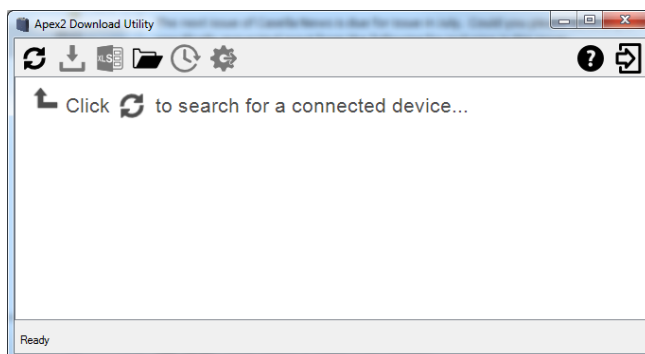 Apex2 Download Utility
XLS
?
Click to search for a connected device...
Ready